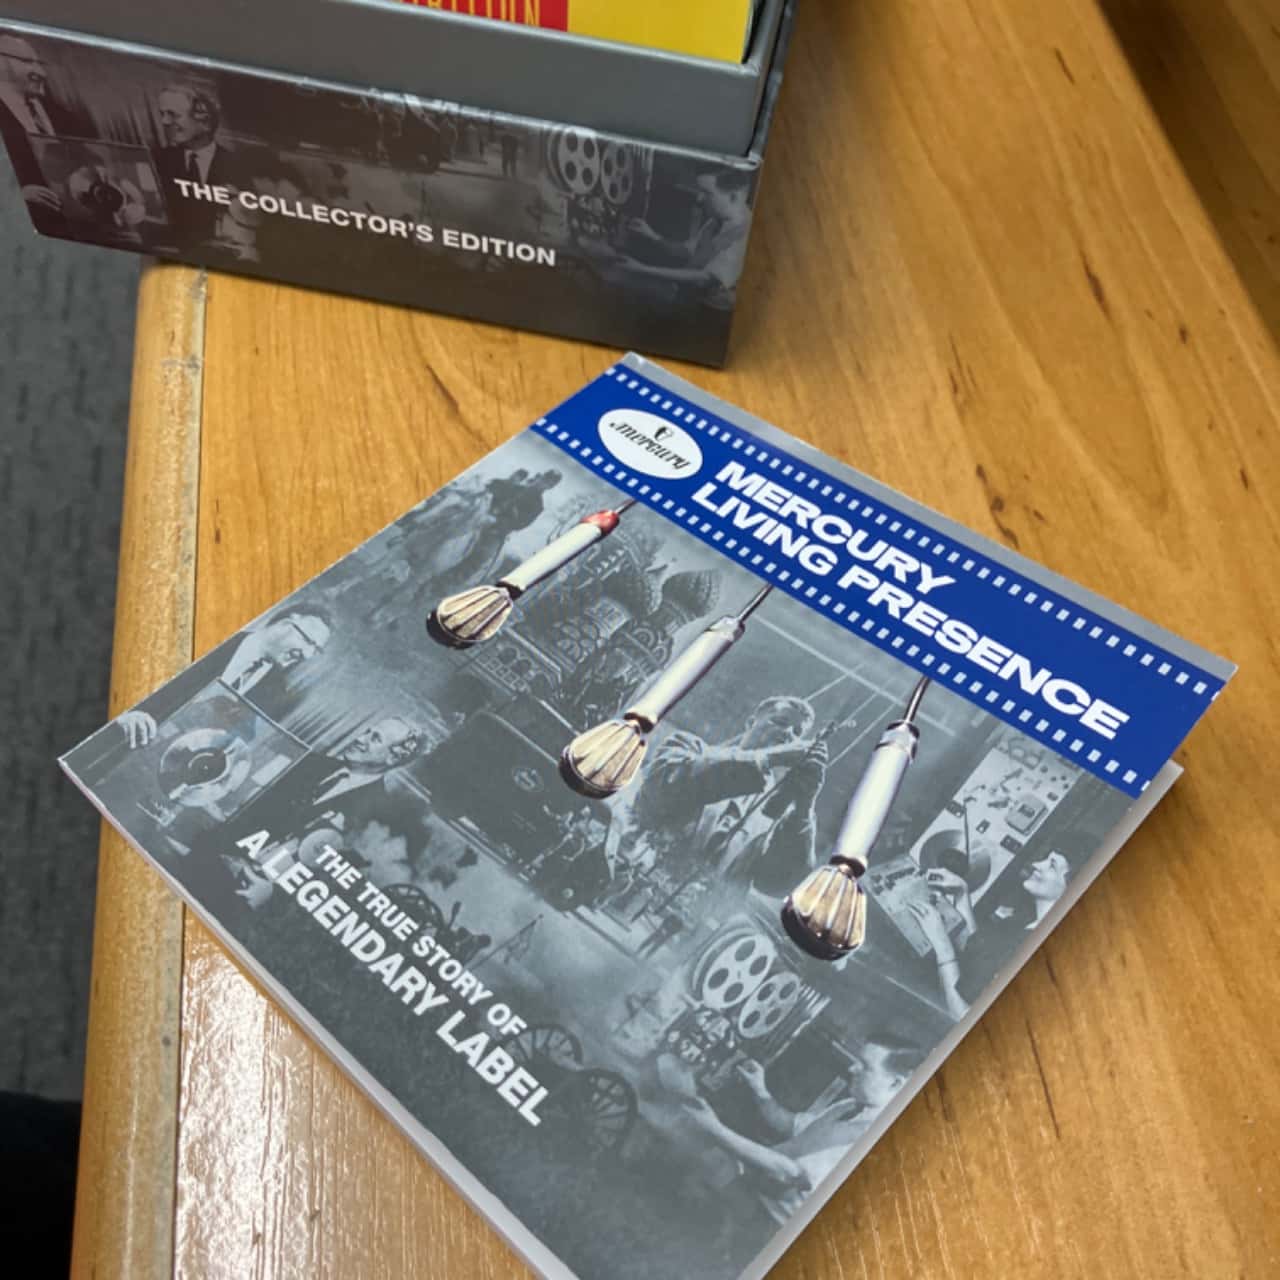 THE COLLECTOR'S EDITION
mercury
MERCURY
LIVING PRESENCE
THE TRUE STORY OF
A LEGENDARY LABEL